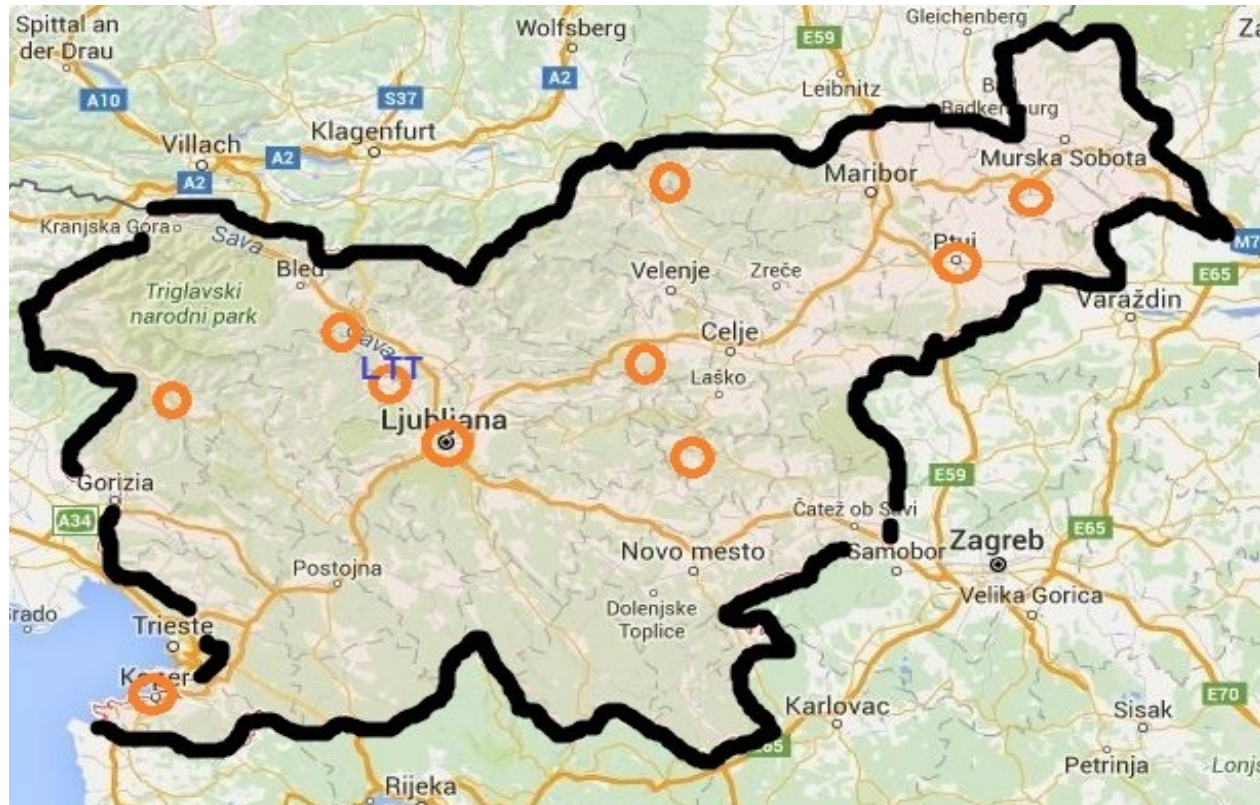 Spittal an
der Drau
Wolfsberg
Gleichenberg
E59
A2
A10
S37
Leibnitz
Klagenfurt
Villach
A2
A2
Maribor
Murska Sobota
Kranjska Gora
Sava
Bled
Triglavski
narodni park
Velenje
Zreče
Ptuj
M7
E65
Varaždin
Sava
Celje
LTT
Laško
Ljubljana
Gorizia
A34
E59
Čatež ob Savi
E65
Novo mesto
Samobor
Zagreb
Postojna
Dolenjske
Toplice
Velika Gorica
Trieste
Koper
Karlovac
E70
Sisak
Petrinja
Rijeka